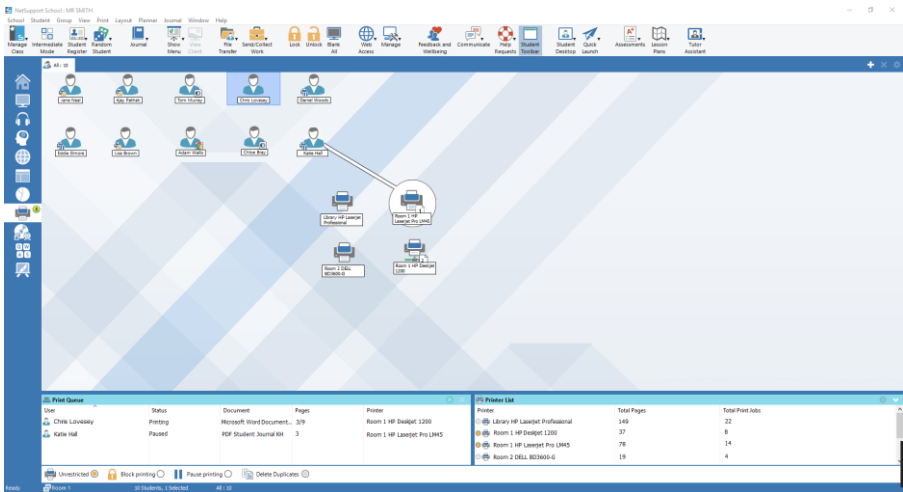 NetSupport School - MR SMITH
School Student Group View Print Layout Planner Journal Window Help
Manage Class
Intermediate Mode
Student Register
Random Student
Journal
Show Menu
View Client
File Transfer
Send/Collect Work
Lock
Unlock
Blank All
Web Access
Manage
Feedback and Wellbeing
Communicate
Help Requests
Student Toolbar
Student Desktop
Quick Launch
Assessments
Lesson Plans
Tutor Assistant
All : 10
Jane Neal
Ajay Pathak
Tom Murray
Chris Lovesey
Daniel Woods
Eddie Elmore
Lisa Brown
Adam Wallis
Chloe Bray
Katie Hall
Library HP Laserjet
Professional
Room 1 HP
Laserjet Pro LM45
Room 2 DELL
BD3600-G
Room 1 HP Deskjet
1200
Print Queue
User Status Document Pages Printer
Chris Lovesey Printing Microsoft Word Document... 3/9 Room 1 HP Deskjet 1200
Katie Hall Paused PDF Student Journal KH 3 Room 1 HP Laserjet Pro LM45
Printer List
Printer Total Pages Total Print Jobs
Library HP Laserjet Professional 149 22
Room 1 HP Deskjet 1200 37 8
Room 1 HP Laserjet Pro LM45 78 14
Room 2 DELL BD3600-G 19 4
Unrestricted Block printing Pause printing Delete Duplicates
Ready Room 1 10 Students, 1 Selected All : 10